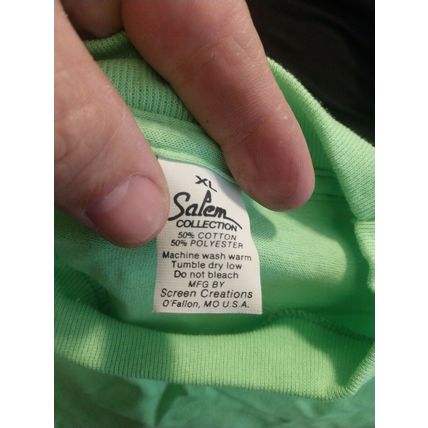 XL
Salem
COLLECTION
50% COTTON
50% POLYESTER
Machine wash warm
Tumble dry low
Do not bleach
MFG BY
Screen Creations
O'Fallon, MO U.S.A.